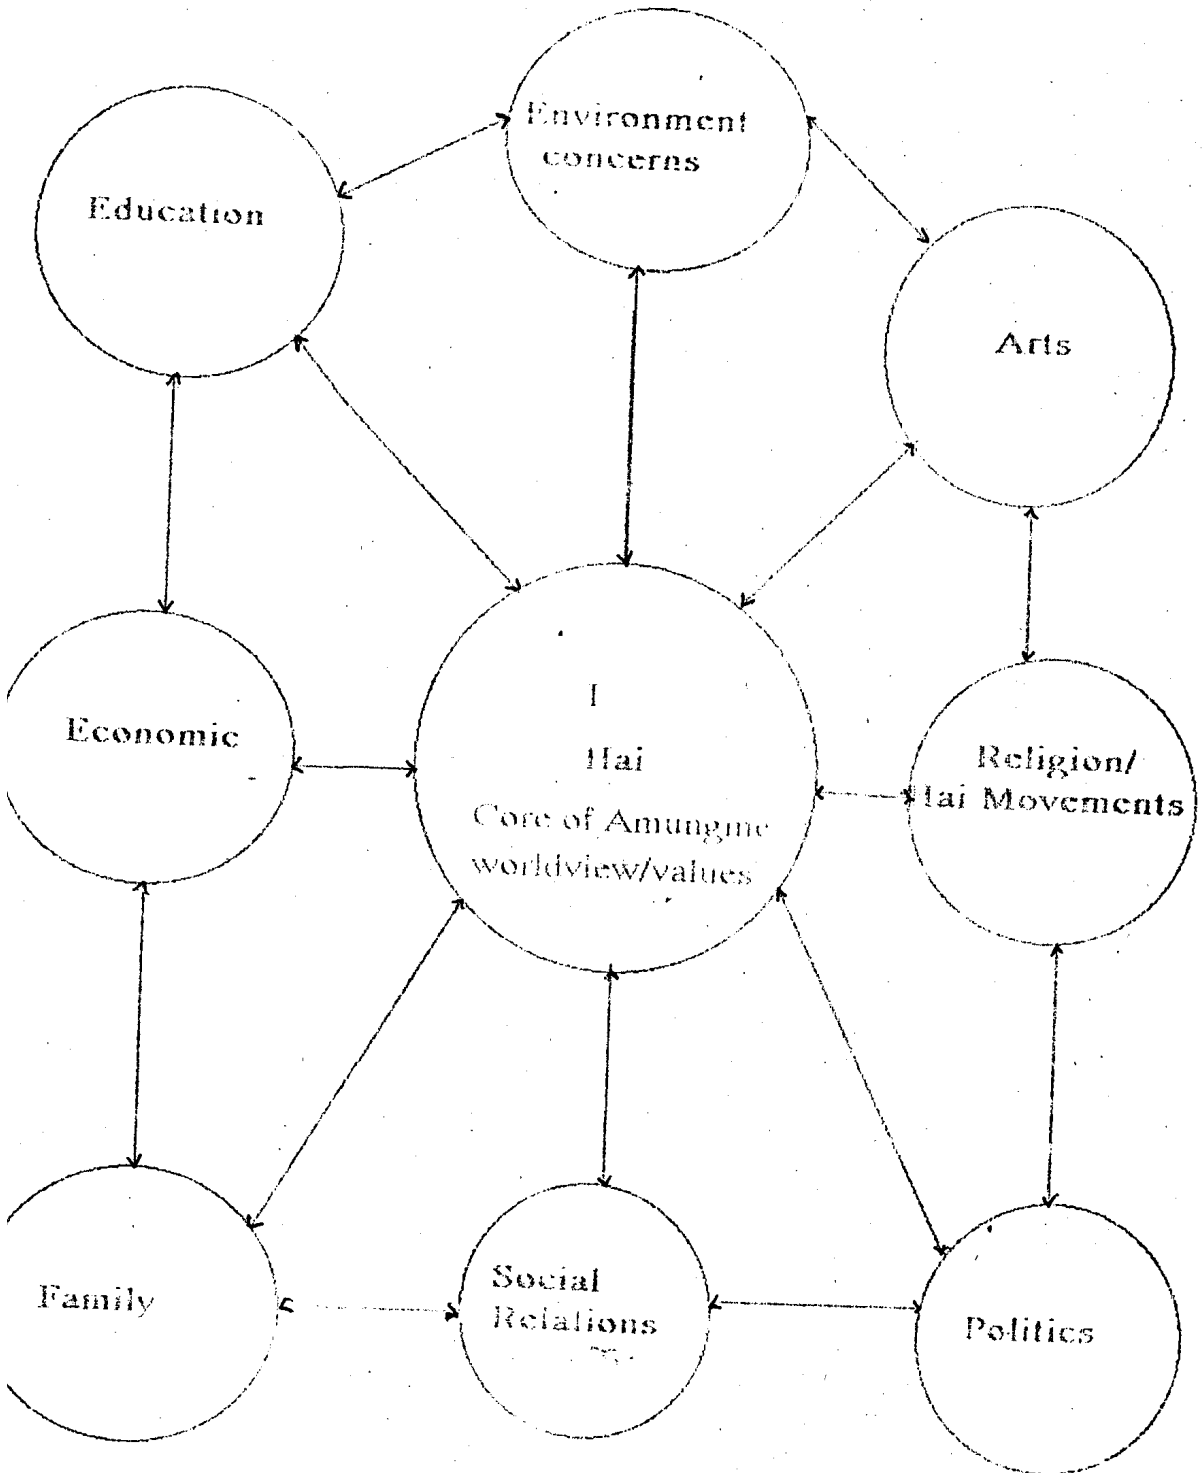 Environment
concerns
Education
Arts
I
Hai
Core of Amungme
worldview/values
Economic
Religion/
Hai Movements
Family
Social
Relations
Politics